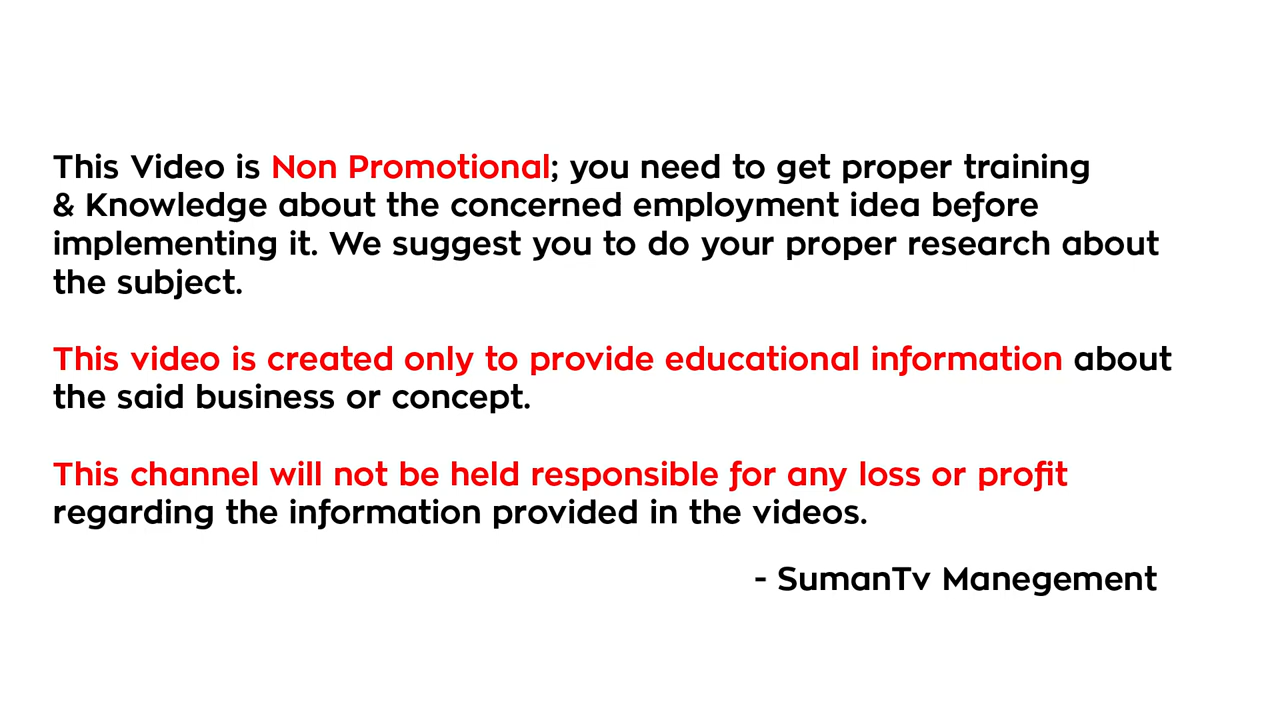 This Video is Non Promotional; you need to get proper training
& Knowledge about the concerned employment idea before
implementing it. We suggest you to do your proper research about
the subject.
This video is created only to provide educational information about
the said business or concept.
This channel will not be held responsible for any loss or profit
regarding the information provided in the videos.
- SumanTv Manegement